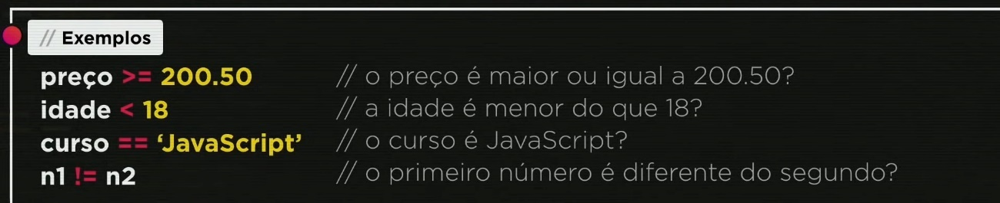 // Exemplos
preço >= 200.50 // o preço é maior ou igual a 200.50?
idade < 18 // a idade é menor do que 18?
curso == ‘JavaScript’ // o curso é JavaScript?
n1 != n2 // o primeiro número é diferente do segundo?